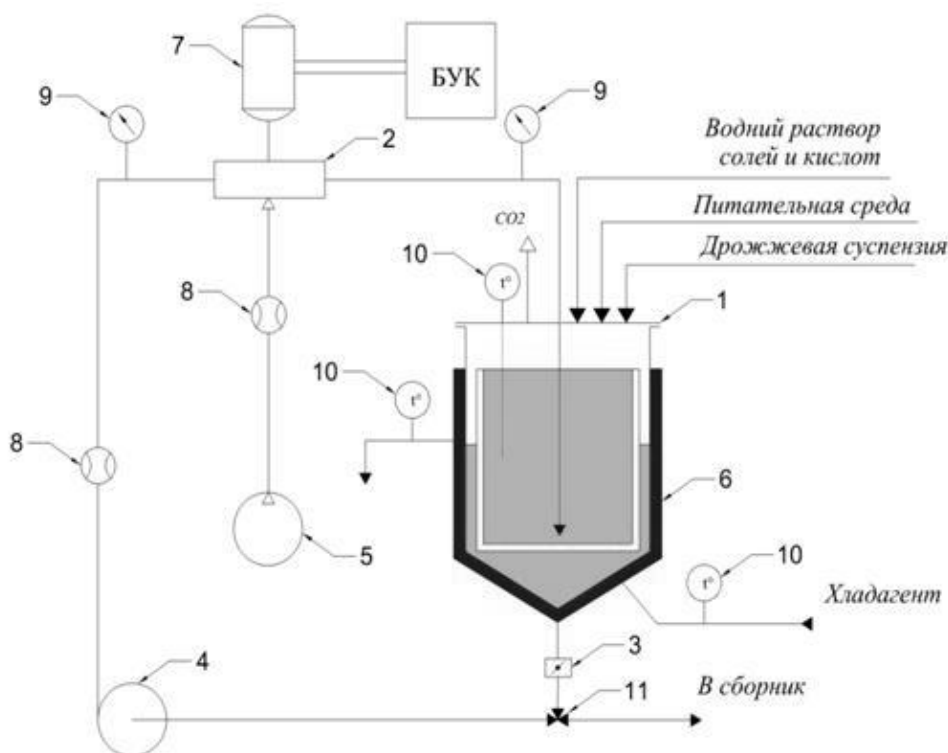 7
БУК
9
9
2
Водний раствор
солей и кислот
CO2
Питательная среда
10
Дрожжевая суспензия
8
1
t°
10
t°
8
6
5
10
t°
Хладагент
3
4
11
В сборник